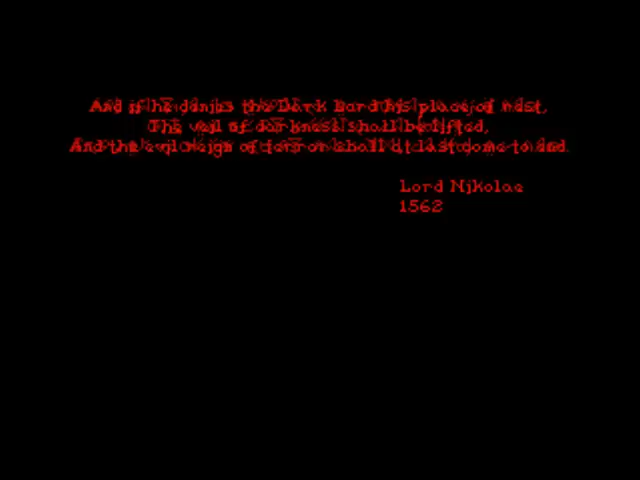 And if he denies the Dark Lord his place of rest,
The veil of darkness shall be lifted,
And the evil reign of terror shall at last come to end.
Lord Nikolae
1562